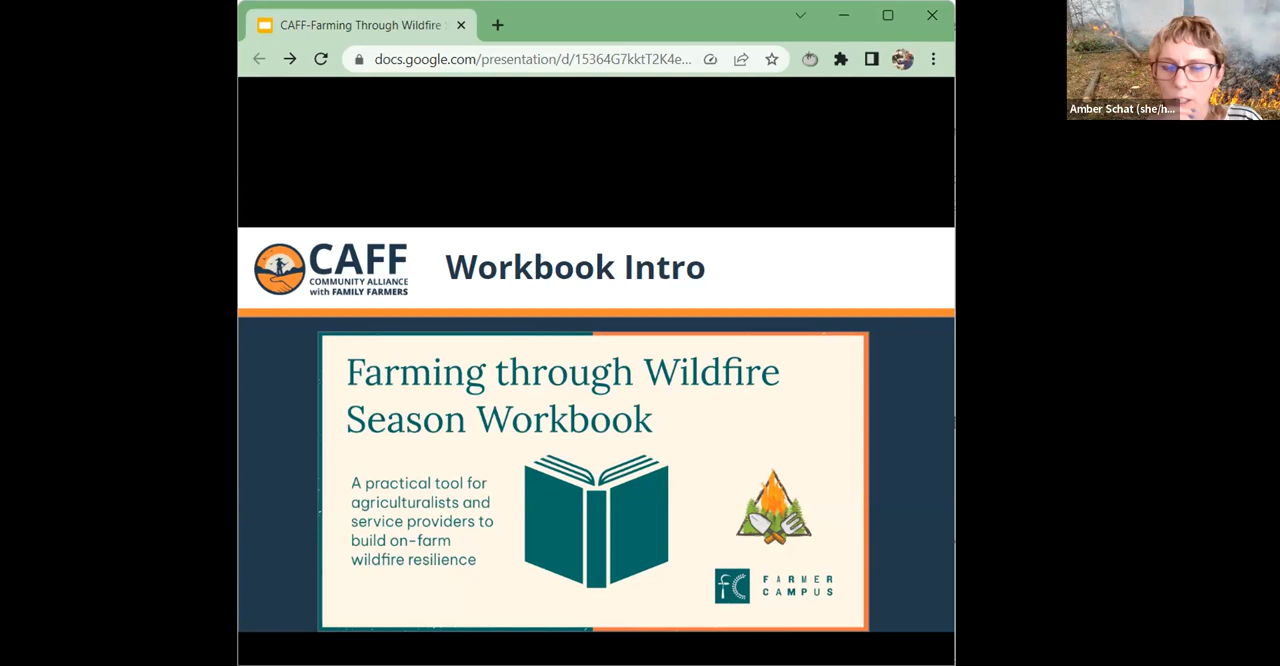 CAFF-Farming Through Wildfire
docs.google.com/presentation/d/15364G7kktT2K4e...
Amber Schat (she/h...
CAFF
COMMUNITY ALLIANCE
with FAMILY FARMERS
Workbook Intro
Farming through Wildfire
Season Workbook
A practical tool for
agriculturalists and
service providers to
build on-farm
wildfire resilience
fc
FARMER
CAMPUS